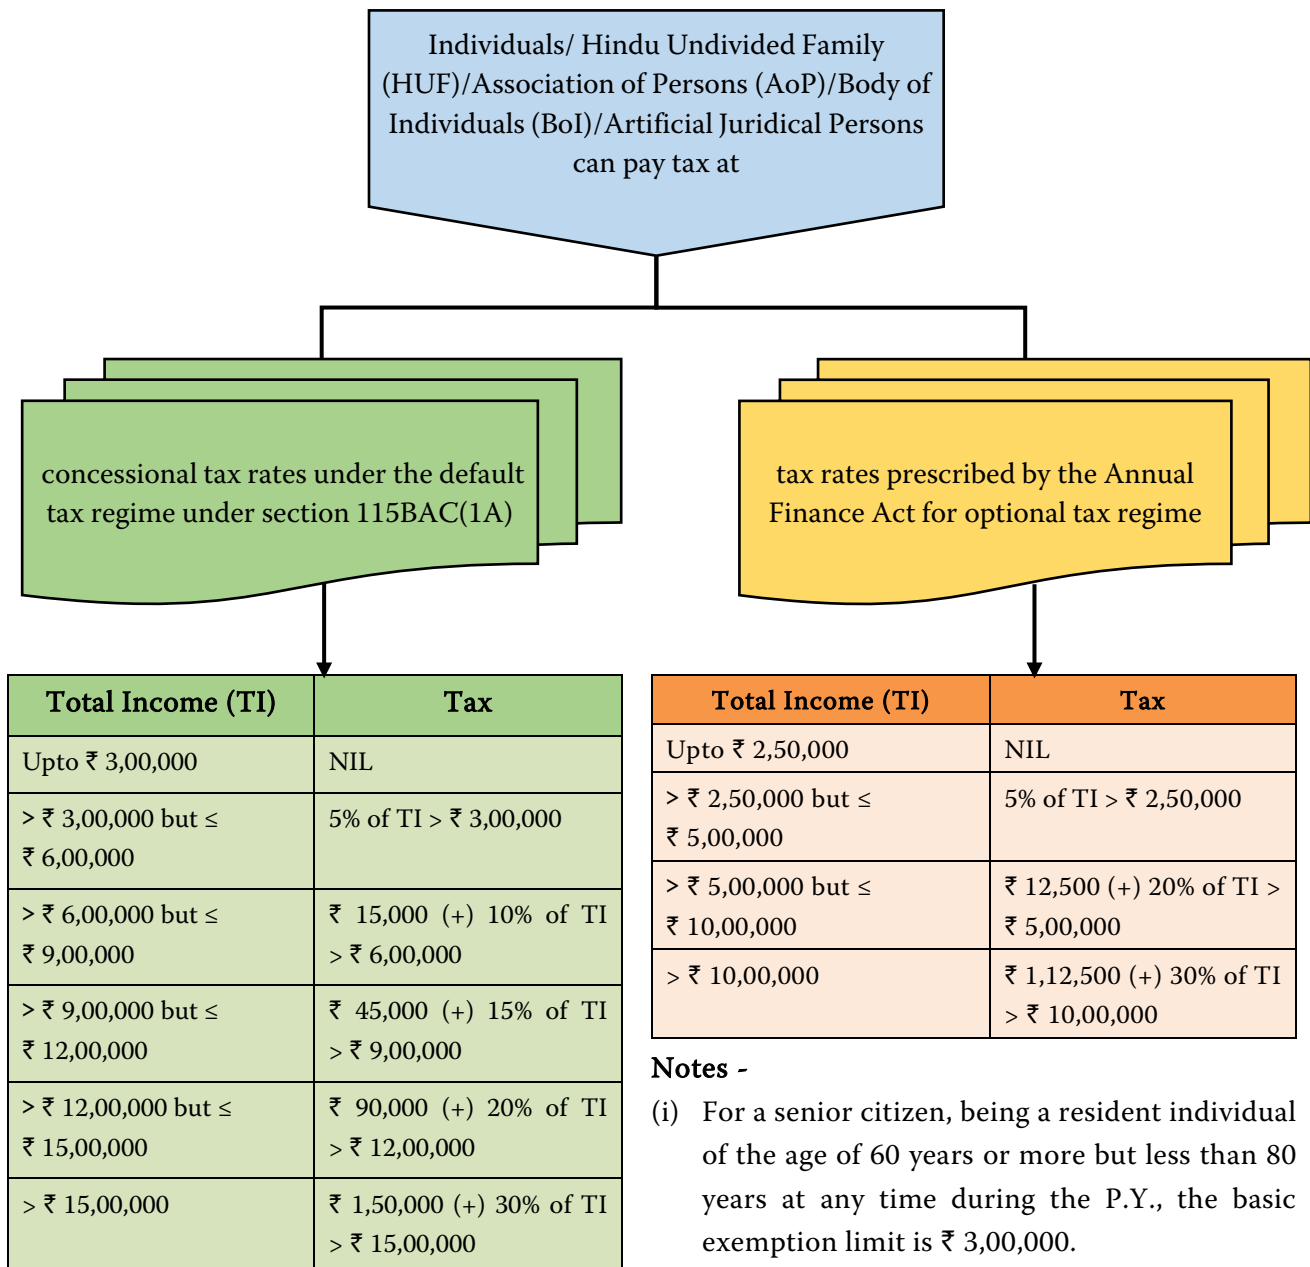 Individuals/ Hindu Undivided Family
(HUF)/Association of Persons (AoP)/Body of
Individuals (BoI)/Artificial Juridical Persons
can pay tax at
concessional tax rates under the default
tax regime under section 115BAC(1A)
tax rates prescribed by the Annual
Finance Act for optional tax regime
Total Income (TI) Tax
Upto ₹ 3,00,000 NIL
> ₹ 3,00,000 but ≤ 5% of TI > ₹ 3,00,000
₹ 6,00,000
> ₹ 6,00,000 but ≤ ₹ 15,000 (+) 10% of TI
₹ 9,00,000 > ₹ 6,00,000
> ₹ 9,00,000 but ≤ ₹ 45,000 (+) 15% of TI
₹ 12,00,000 > ₹ 9,00,000
> ₹ 12,00,000 but ≤ ₹ 90,000 (+) 20% of TI
₹ 15,00,000 > ₹ 12,00,000
> ₹ 15,00,000 ₹ 1,50,000 (+) 30% of TI
> ₹ 15,00,000
Total Income (TI) Tax
Upto ₹ 2,50,000 NIL
> ₹ 2,50,000 but ≤ 5% of TI > ₹ 2,50,000
₹ 5,00,000
> ₹ 5,00,000 but ≤ ₹ 12,500 (+) 20% of TI >
₹ 10,00,000 ₹ 5,00,000
> ₹ 10,00,000 ₹ 1,12,500 (+) 30% of TI
> ₹ 10,00,000
Notes -
(i) For a senior citizen, being a resident individual
of the age of 60 years or more but less than 80
years at any time during the P.Y., the basic
exemption limit is ₹ 3,00,000.